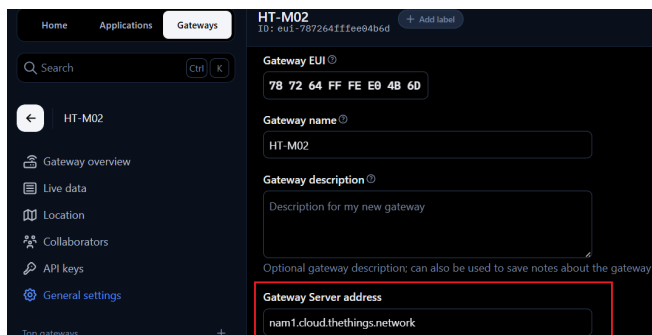 Home Applications Gateways
Search Ctrl K
HT-M02
Gateway overview
Live data
Location
Collaborators
API keys
General settings
Top gateways +
HT-M02 + Add label
ID: eui-787264fffee04b6d
Gateway EUI
78 72 64 FF FE E0 4B 6D
Gateway name
HT-M02
Gateway description
Description for my new gateway
Optional gateway description; can also be used to save notes about the gateway
Gateway Server address
nam1.cloud.thethings.network